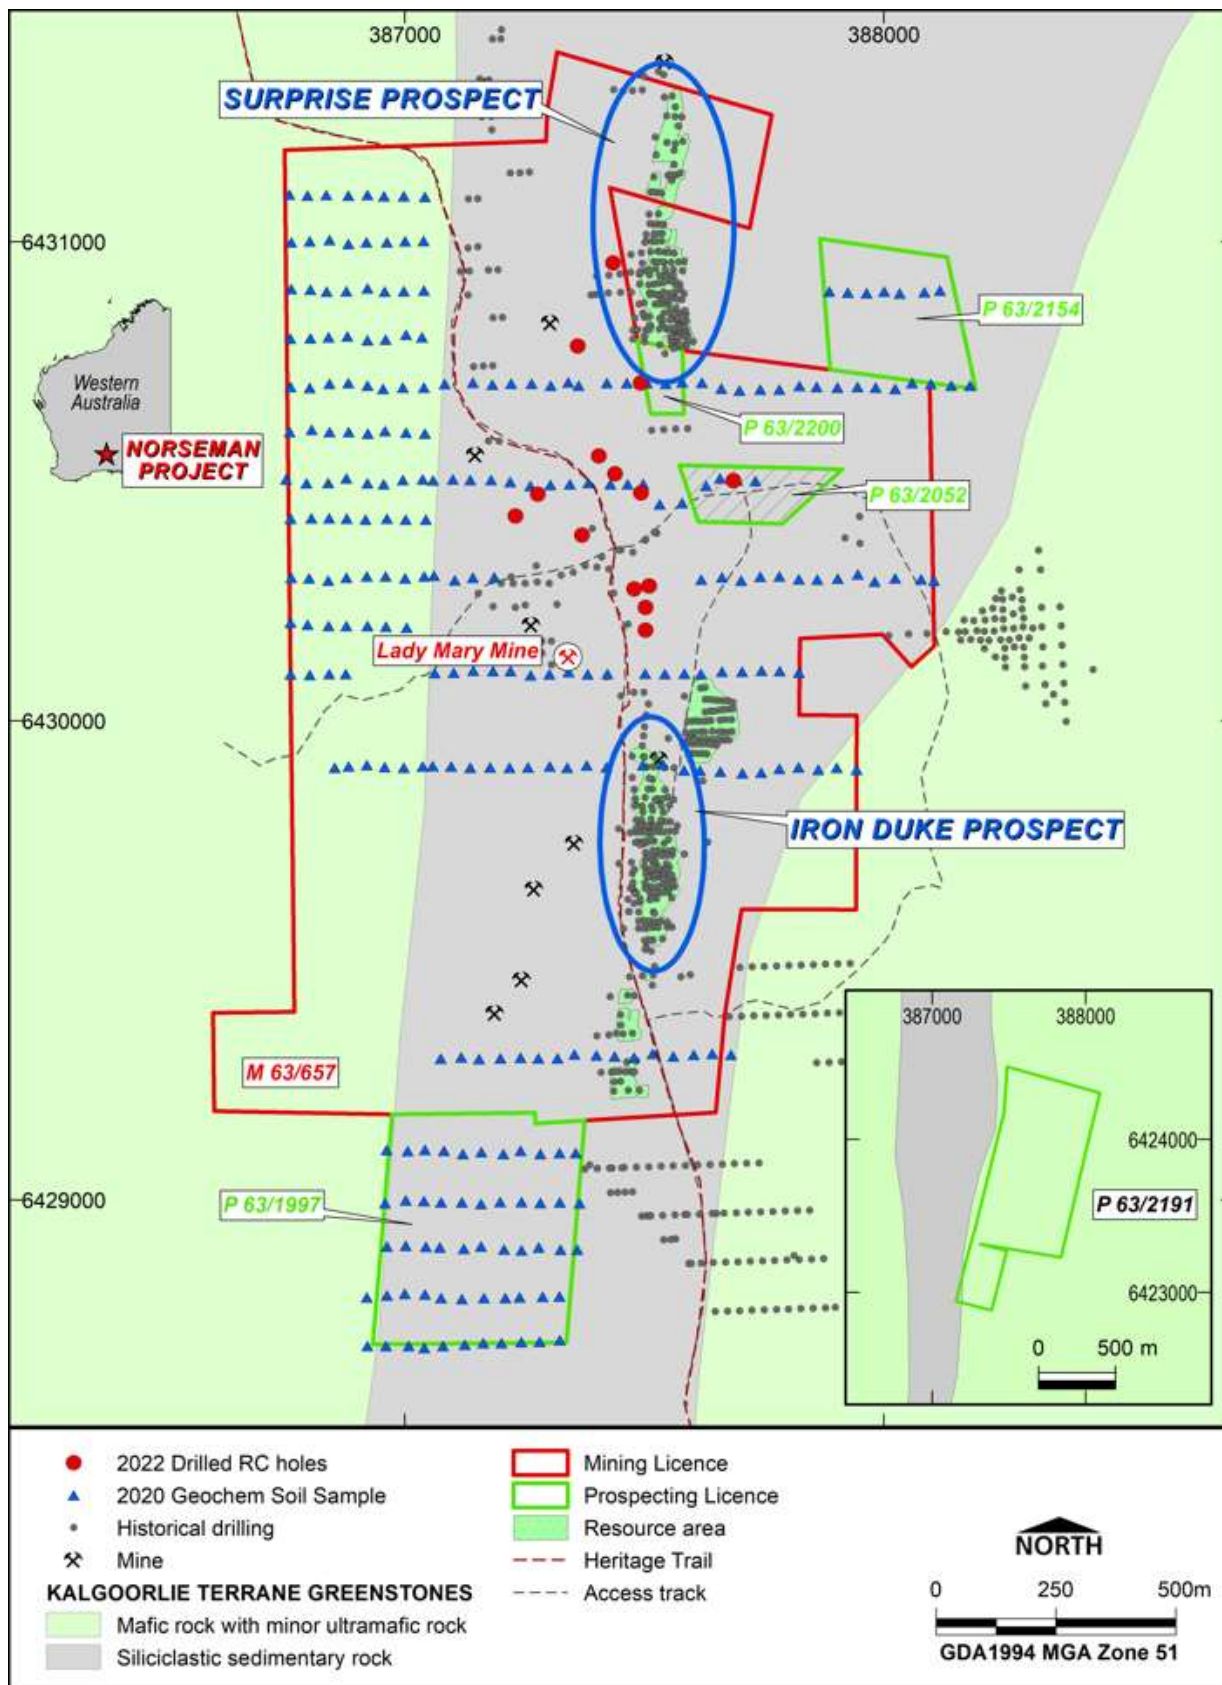 387000
388000
SURPRISE PROSPECT
6431000
P 63/2154
Western
Australia
P 63/2200
NORSEMAN
PROJECT
P 63/2052
Lady Mary Mine
6430000
IRON DUKE PROSPECT
387000
388000
M 63/657
6424000
P 63/1997
6429000
P 63/2191
6423000
0
500 m
2022 Drilled RC holes
2020 Geochem Soil Sample
Historical drilling
Mine
KALGOORLIE TERRANE GREENSTONES
Mafic rock with minor ultramafic rock
Siliciclastic sedimentary rock
Mining Licence
Prospecting Licence
Resource area
Heritage Trail
Access track
NORTH
0
250
500m
GDA1994 MGA Zone 51